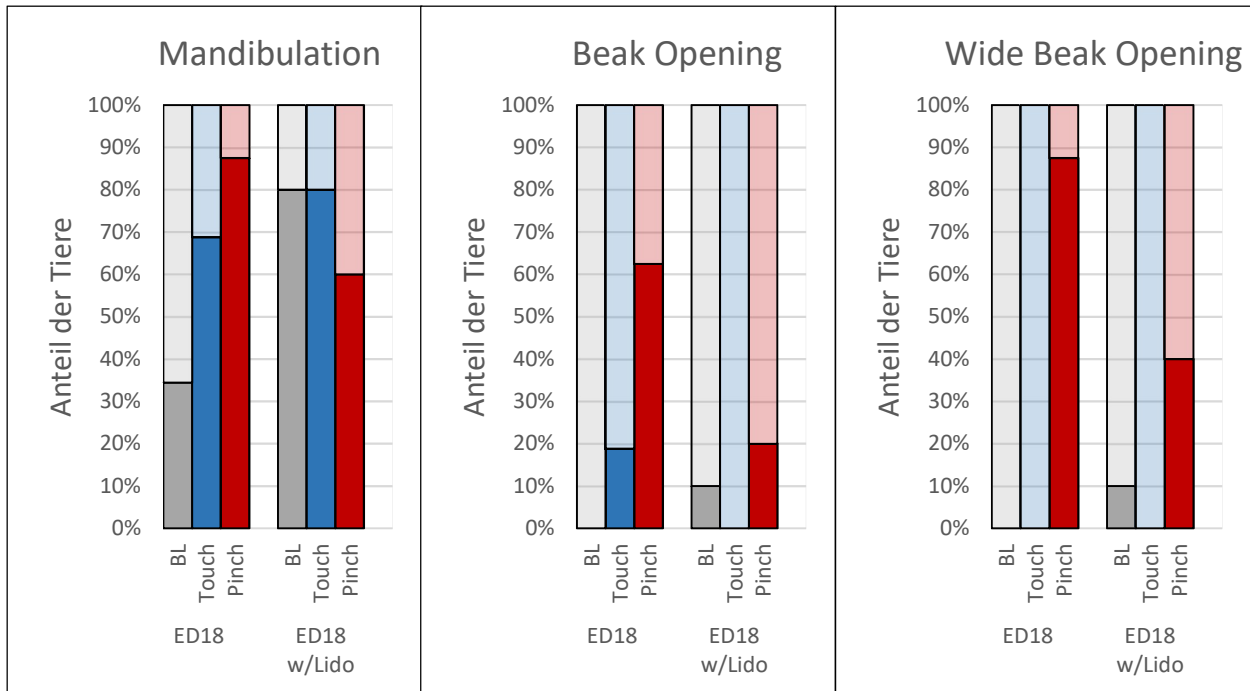 Mandibulation
Anteil der Tiere
100%
90%
80%
70%
60%
50%
40%
30%
20%
10%
0%
BL
Touch
Pinch
BL
Touch
Pinch
ED18
ED18
w/Lido
Beak Opening
Anteil der Tiere
100%
90%
80%
70%
60%
50%
40%
30%
20%
10%
0%
BL
Touch
Pinch
BL
Touch
Pinch
ED18
ED18
w/Lido
Wide Beak Opening
Anteil der Tiere
100%
90%
80%
70%
60%
50%
40%
30%
20%
10%
0%
BL
Touch
Pinch
BL
Touch
Pinch
ED18
ED18
w/Lido